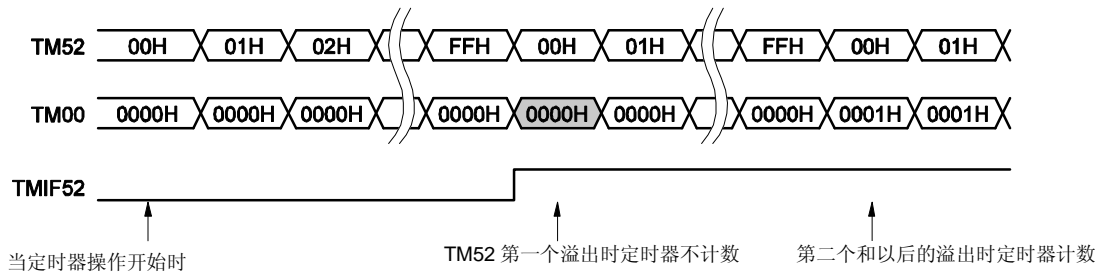 TM52 00H 01H 02H FFH 00H 01H FFH 00H 01H
TM00 0000H 0000H 0000H 0000H 0000H 0000H 0000H 0001H 0001H
TMIF52
当定时器操作开始时 TM52 第一个溢出时定时器不计数 第二个和以后的溢出时定时器计数